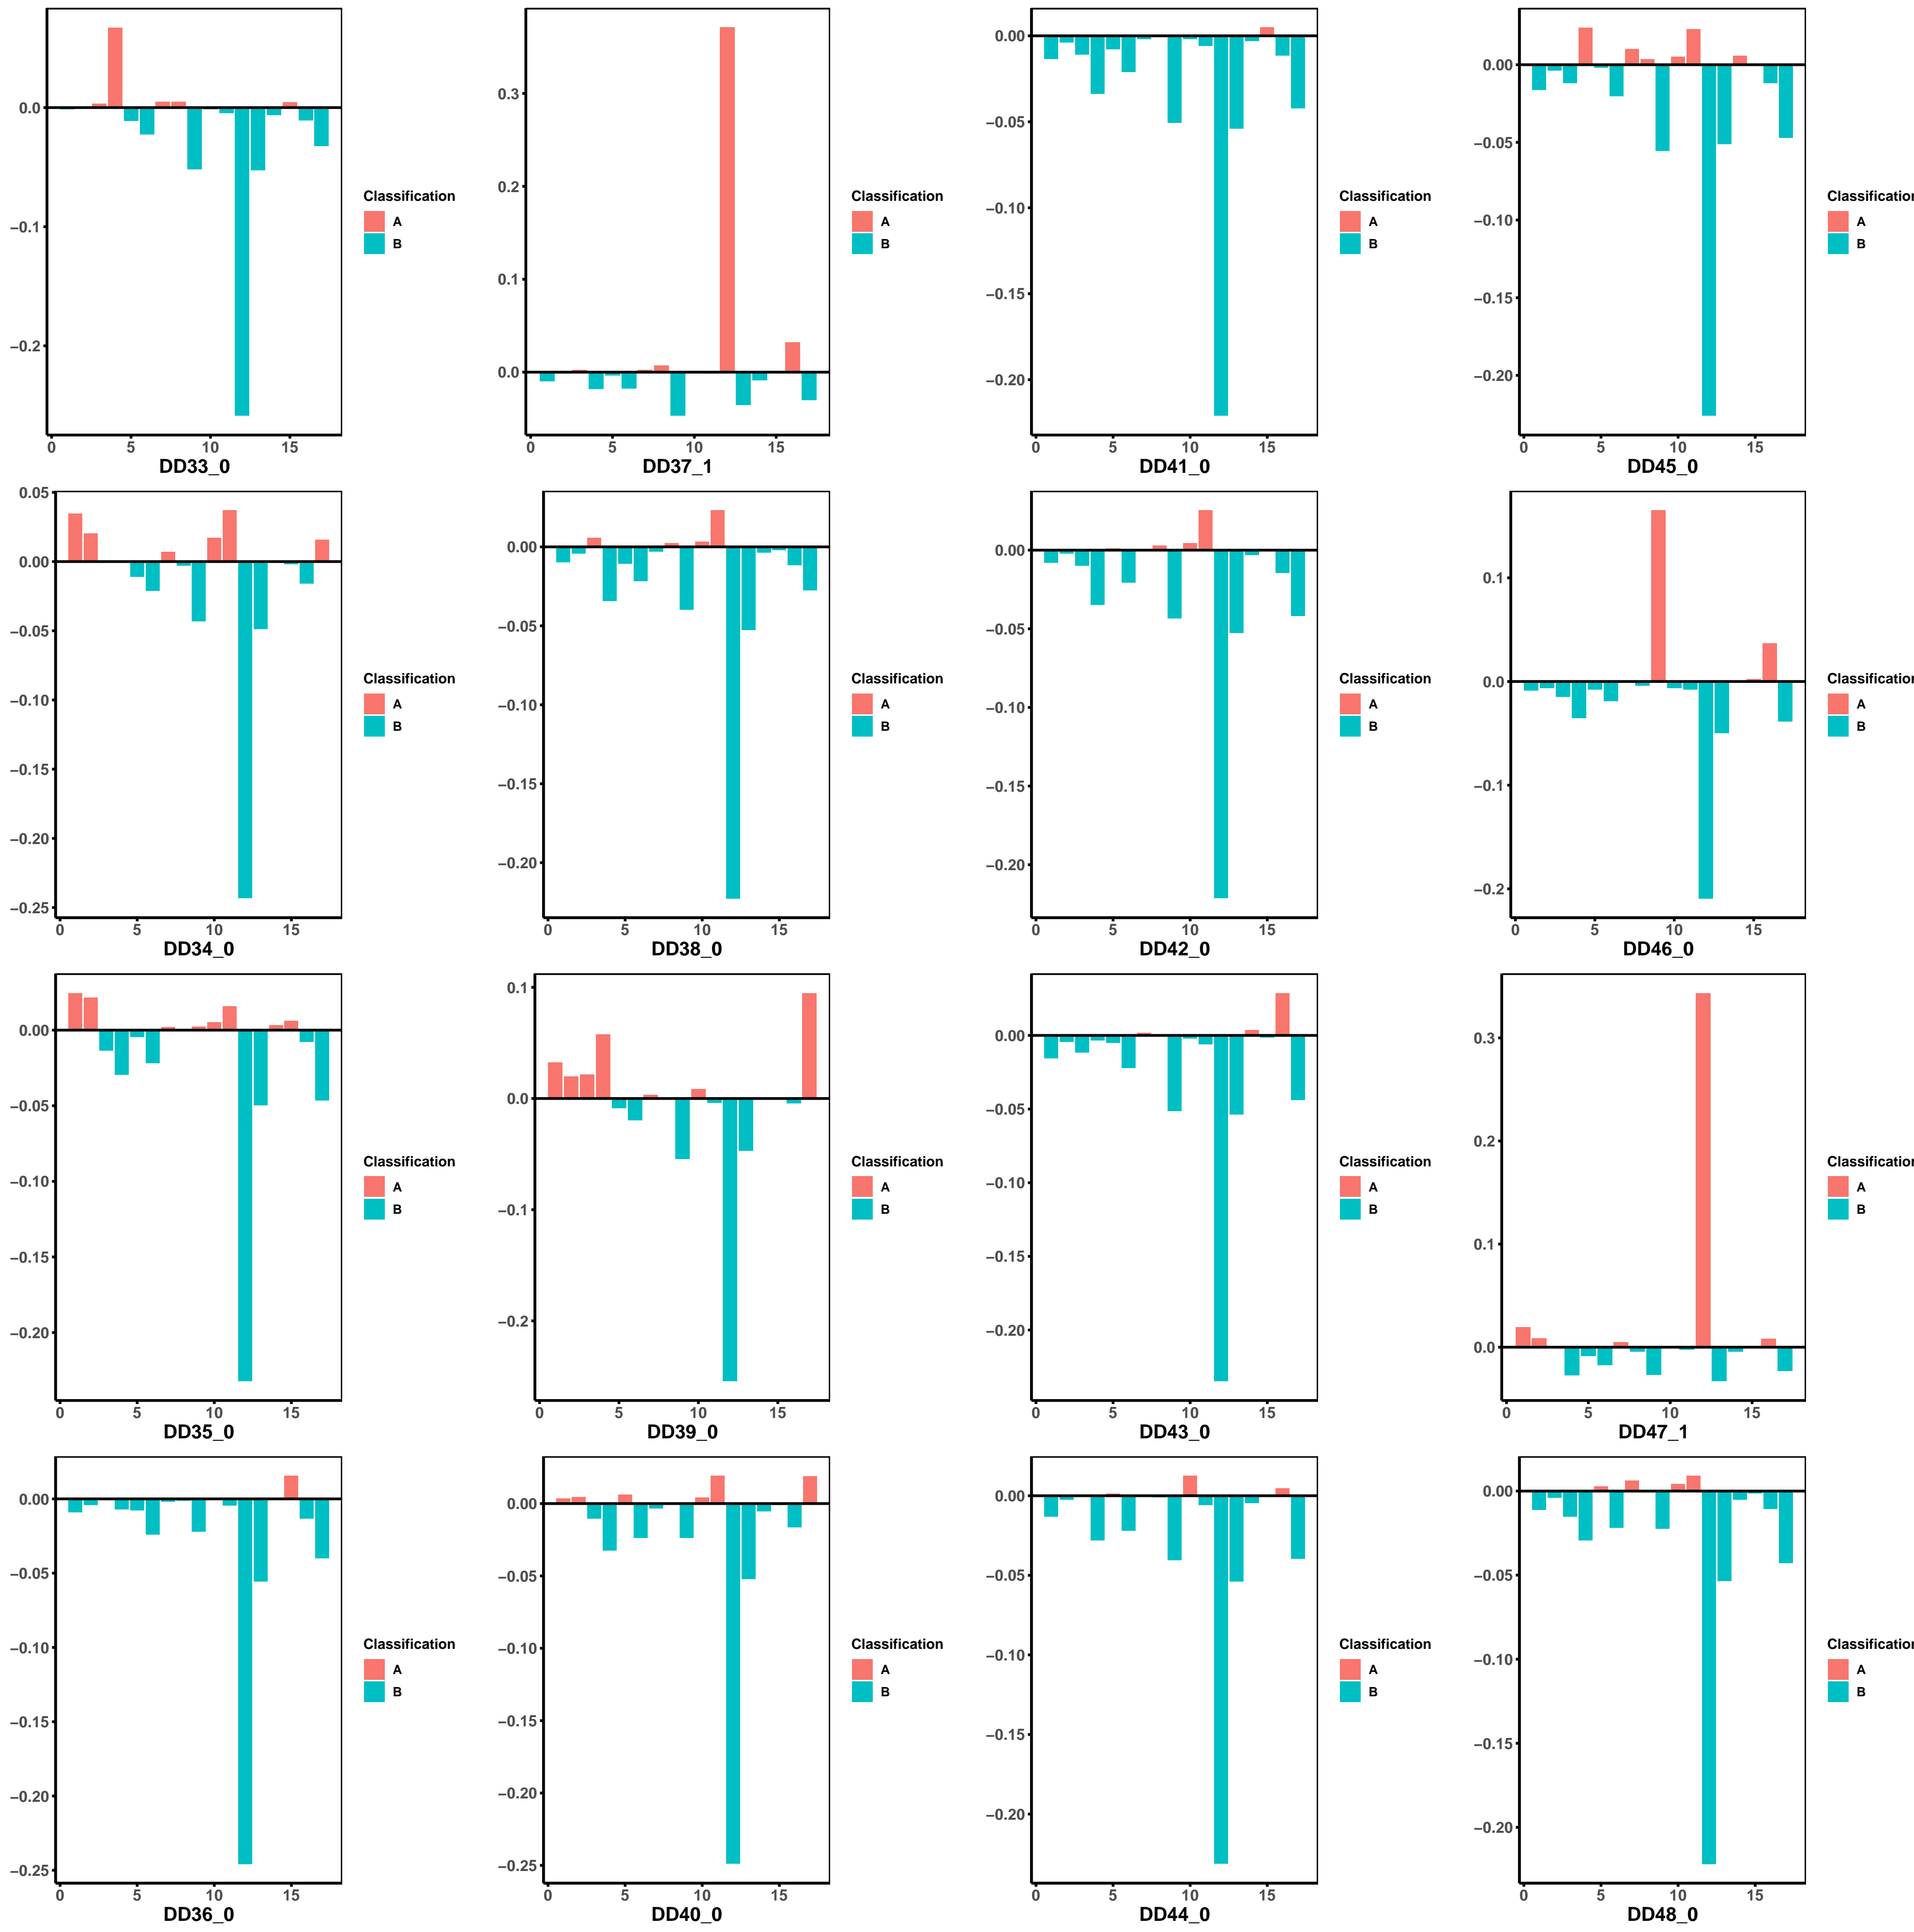 0.0
−0.1
−0.2
0 5 10 15
DD33_0
Classification
A
B
0.3
0.2
0.1
0.0
0 5 10 15
DD37_1
Classification
A
B
0.00
−0.05
−0.10
−0.15
−0.20
0 5 10 15
DD41_0
Classification
A
B
0.00
−0.05
−0.10
−0.15
−0.20
0 5 10 15
DD45_0
Classification
A
B
0.05
0.00
−0.05
−0.10
−0.15
−0.20
−0.25
0 5 10 15
DD34_0
Classification
A
B
0.00
−0.05
−0.10
−0.15
−0.20
0 5 10 15
DD38_0
Classification
A
B
0.00
−0.05
−0.10
−0.15
−0.20
0 5 10 15
DD42_0
Classification
A
B
0.1
0.0
−0.1
−0.2
0 5 10 15
DD46_0
Classification
A
B
0.00
−0.05
−0.10
−0.15
−0.20
0 5 10 15
DD35_0
Classification
A
B
0.1
0.0
−0.1
−0.2
0 5 10 15
DD39_0
Classification
A
B
0.00
−0.05
−0.10
−0.15
−0.20
0 5 10 15
DD43_0
Classification
A
B
0.3
0.2
0.1
0.0
0 5 10 15
DD47_1
Classification
A
B
0.00
−0.05
−0.10
−0.15
−0.20
−0.25
0 5 10 15
DD36_0
Classification
A
B
0.00
−0.05
−0.10
−0.15
−0.20
−0.25
0 5 10 15
DD40_0
Classification
A
B
0.00
−0.05
−0.10
−0.15
−0.20
0 5 10 15
DD44_0
Classification
A
B
0.00
−0.05
−0.10
−0.15
−0.20
0 5 10 15
DD48_0
Classification
A
B